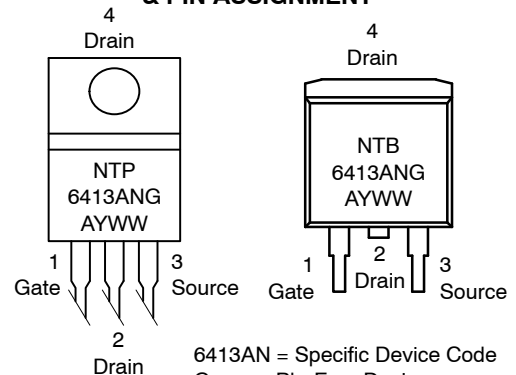 & PIN ASSIGNMENT
4
Drain
NTP
6413ANG
AYWW
1
Gate
3
Source
2
Drain
4
Drain
NTB
6413ANG
AYWW
1
Gate
2
Drain
3
Source
6413AN = Specific Device Code